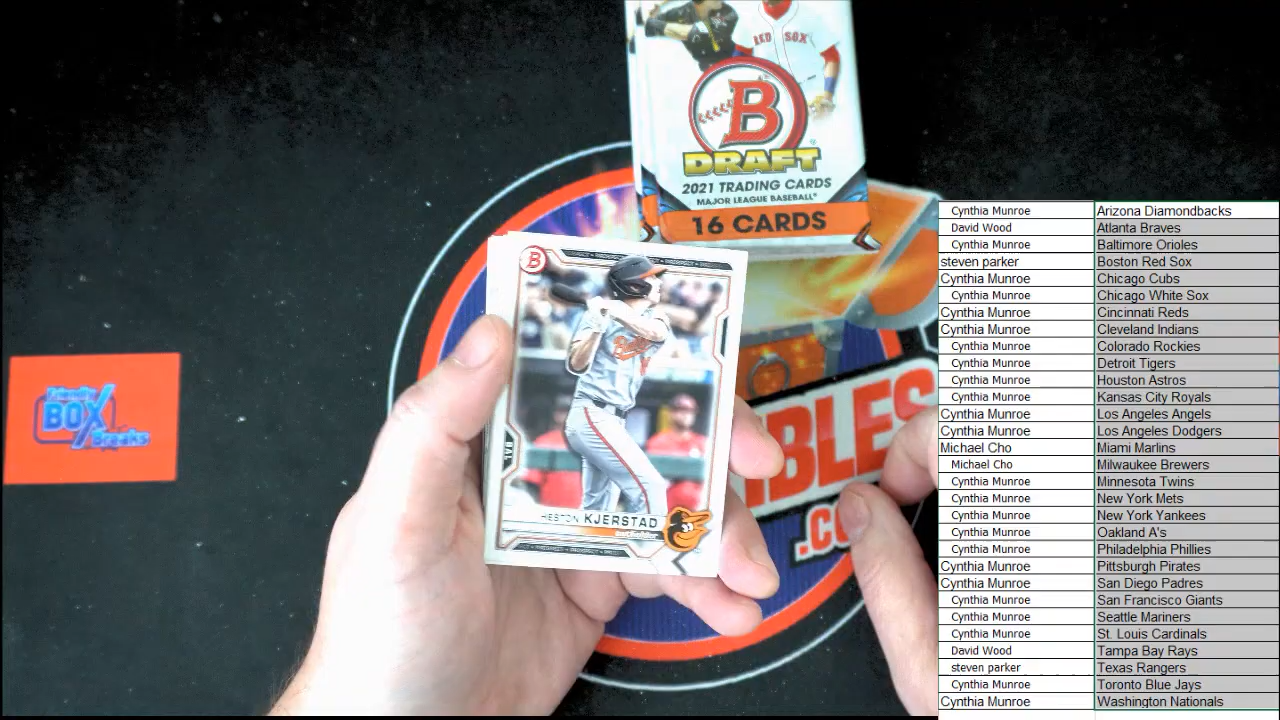 RED SOX
B
DRAFT
2021 TRADING CARDS
MAJOR LEAGUE BASEBALL®
16 CARDS
B
BAL
HESTON KJERSTAD
BOX
Breaks
IBLES
.CO
Cynthia Munroe Arizona Diamondbacks
David Wood Atlanta Braves
Cynthia Munroe Baltimore Orioles
steven parker Boston Red Sox
Cynthia Munroe Chicago Cubs
Cynthia Munroe Chicago White Sox
Cynthia Munroe Cincinnati Reds
Cynthia Munroe Cleveland Indians
Cynthia Munroe Colorado Rockies
Cynthia Munroe Detroit Tigers
Cynthia Munroe Houston Astros
Cynthia Munroe Kansas City Royals
Cynthia Munroe Los Angeles Angels
Cynthia Munroe Los Angeles Dodgers
Michael Cho Miami Marlins
Michael Cho Milwaukee Brewers
Cynthia Munroe Minnesota Twins
Cynthia Munroe New York Mets
Cynthia Munroe New York Yankees
Cynthia Munroe Oakland A's
Cynthia Munroe Philadelphia Phillies
Cynthia Munroe Pittsburgh Pirates
Cynthia Munroe San Diego Padres
Cynthia Munroe San Francisco Giants
Cynthia Munroe Seattle Mariners
Cynthia Munroe St. Louis Cardinals
David Wood Tampa Bay Rays
steven parker Texas Rangers
Cynthia Munroe Toronto Blue Jays
Cynthia Munroe Washington Nationals